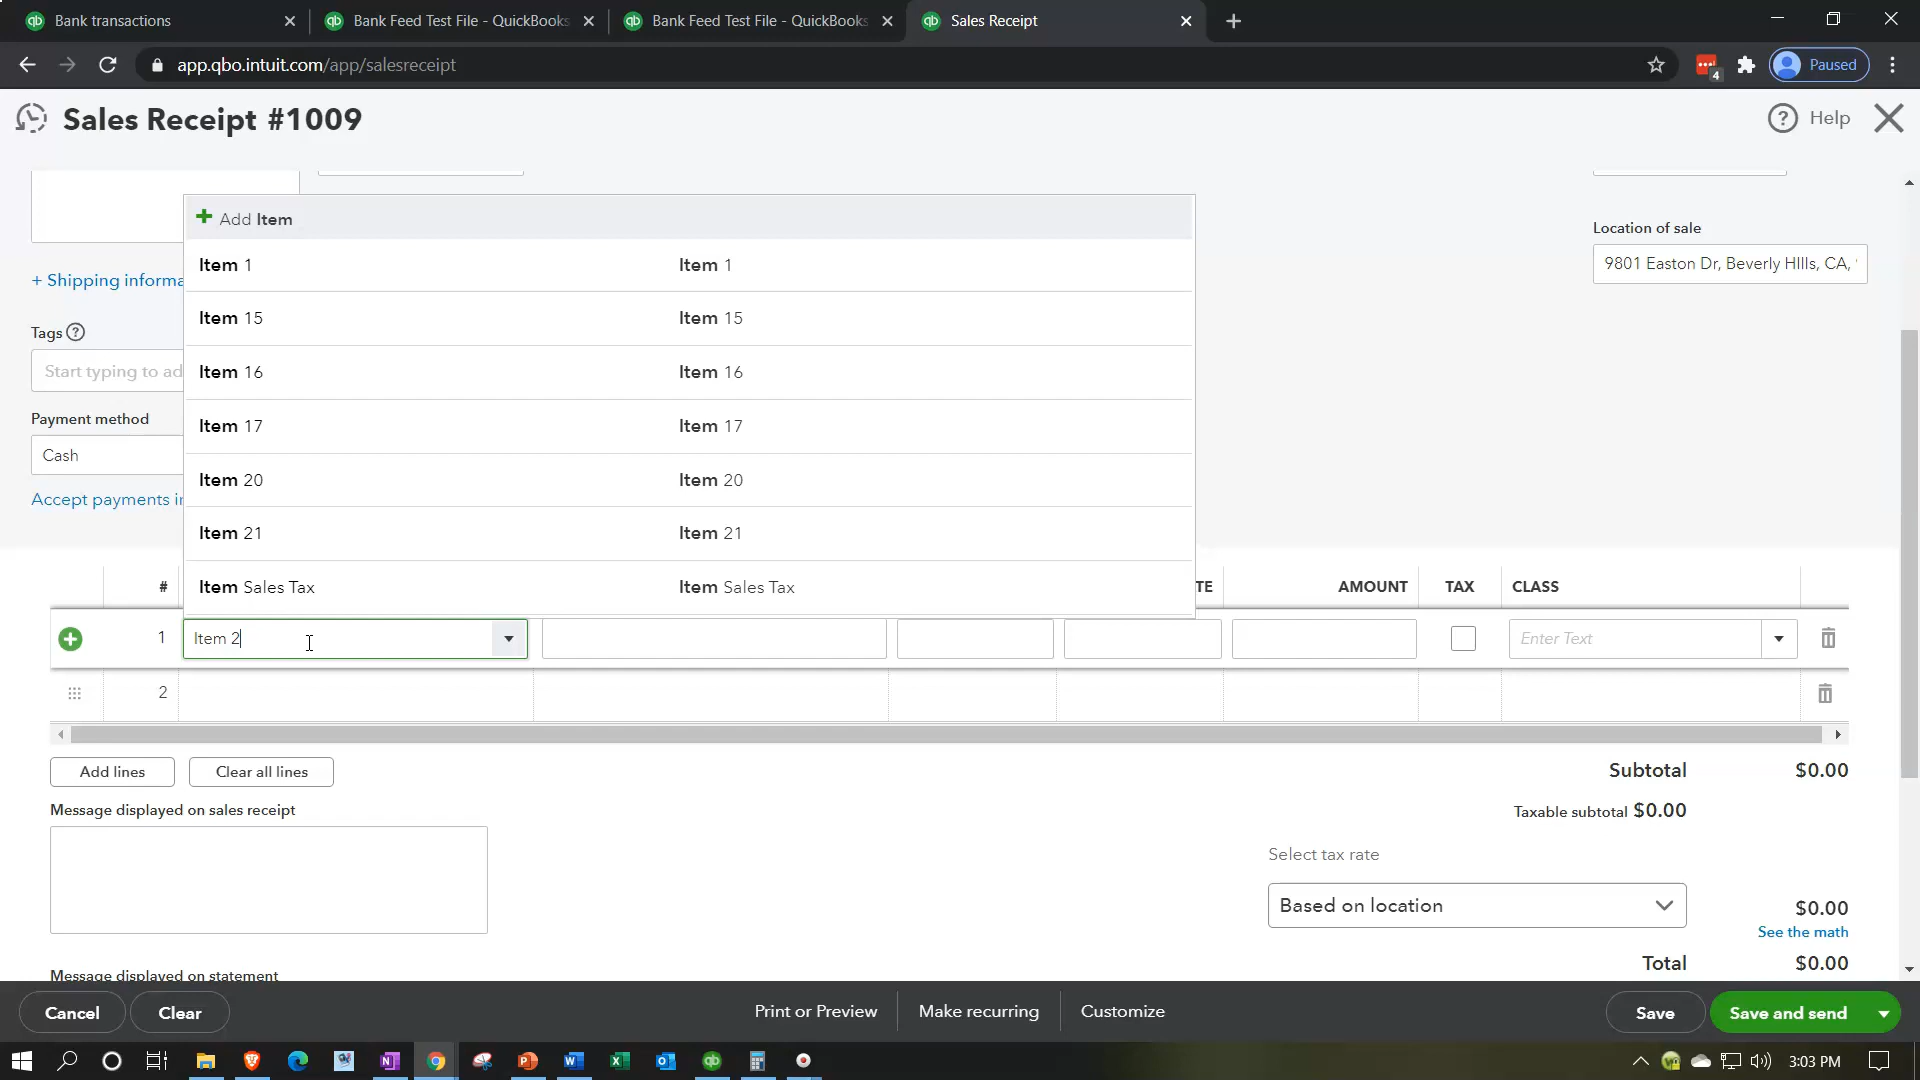 Bank transactions
Bank Feed Test File - QuickBooks
Bank Feed Test File - QuickBooks
Sales Receipt
app.qbo.intuit.com/app/salesreceipt
4
Paused
Sales Receipt #1009
Help
Location of sale
9801 Easton Dr, Beverly HIlls, CA,
+ Shipping informa
Tags
Start typing to ad
Payment method
Cash
Accept payments in
Add Item
Item 1 Item 1
Item 15 Item 15
Item 16 Item 16
Item 17 Item 17
Item 20 Item 20
Item 21 Item 21
Item Sales Tax Item Sales Tax
# TE AMOUNT TAX CLASS
1 Item 2 Enter Text
2
Add lines Clear all lines
Subtotal $0.00
Message displayed on sales receipt
Taxable subtotal $0.00
Select tax rate
Based on location
$0.00
See the math
Message displayed on statement
Total $0.00
Cancel Clear Print or Preview Make recurring Customize Save Save and send
3:03 PM